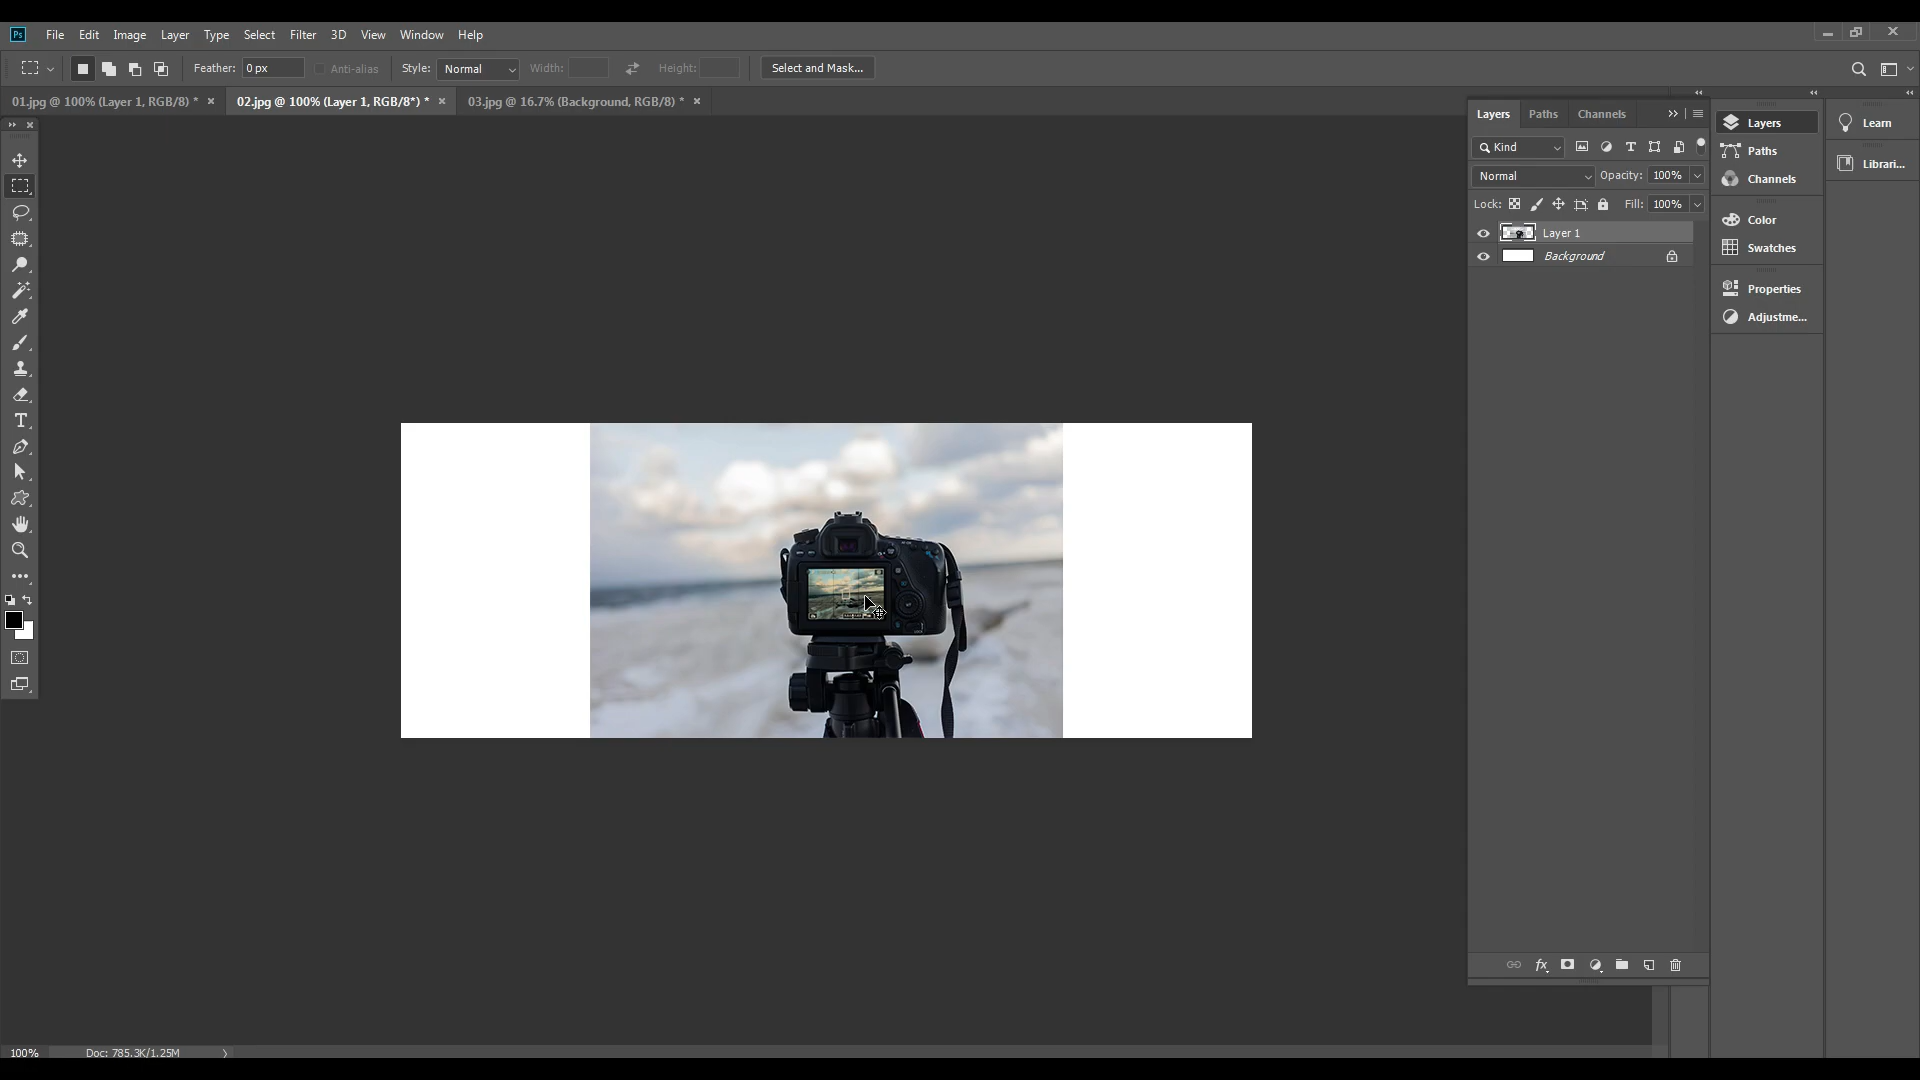 Ps File Edit Image Layer Type Select Filter 3D View Window Help
Feather: 0 px Anti-alias Style: Normal Width: Height: Select and Mask...
01.jpg @ 100% (Layer 1, RGB/8) * × 02.jpg @ 100% (Layer 1, RGB/8*) * × 03.jpg @ 16.7% (Background, RGB/8) * ×
Layers Paths Channels
Kind
Normal Opacity: 100%
Lock: Fill: 100%
Layer 1
Background
Layers
Paths
Channels
Color
Swatches
Properties
Adjustme...
Learn
Librari...
100% Doc: 785.3K/1.25M